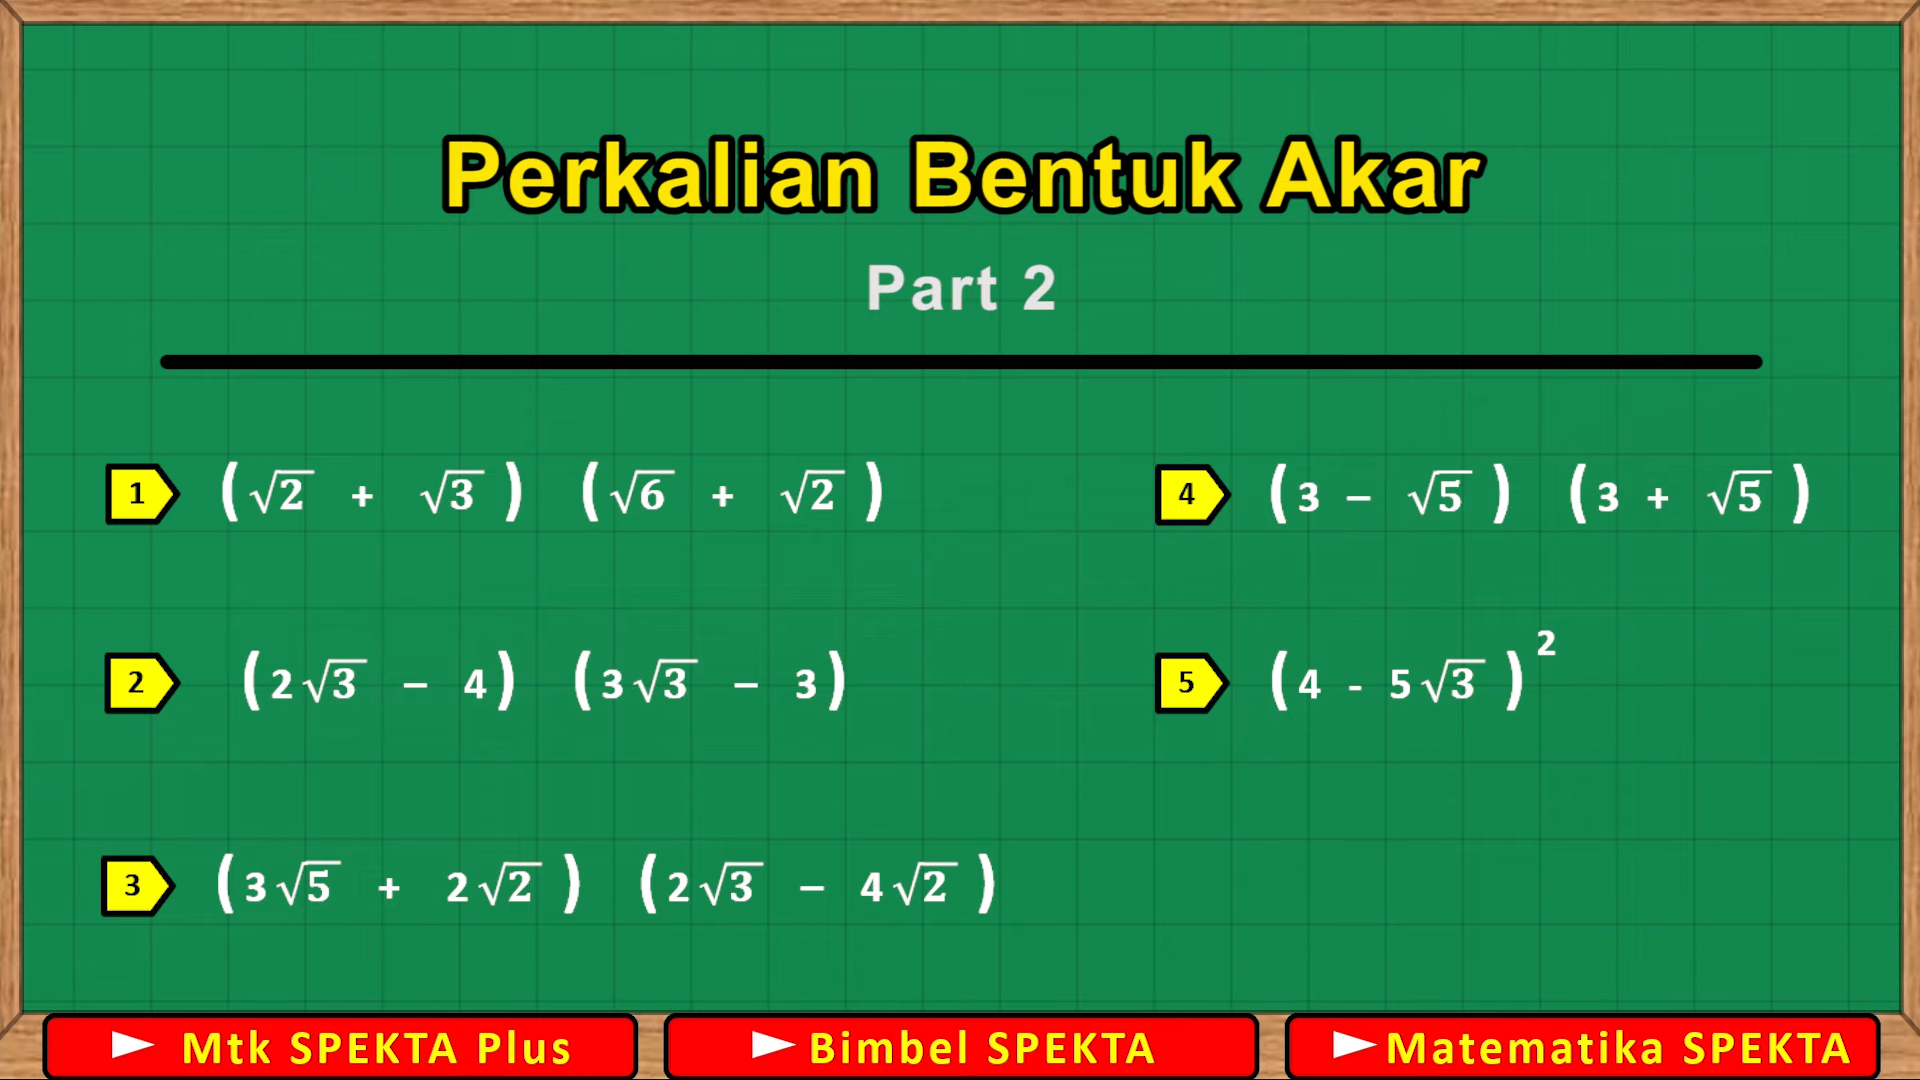 Perkalian Bentuk Akar
Part 2
1 (√2 + √3) (√6 + √2)
2 (2√3 – 4) (3√3 – 3)
3 (3√5 + 2√2) (2√3 – 4√2)
4 (3 – √5) (3 + √5)
5 (4 - 5√3)²
Mtk SPEKTA Plus
Bimbel SPEKTA
Matematika SPEKTA